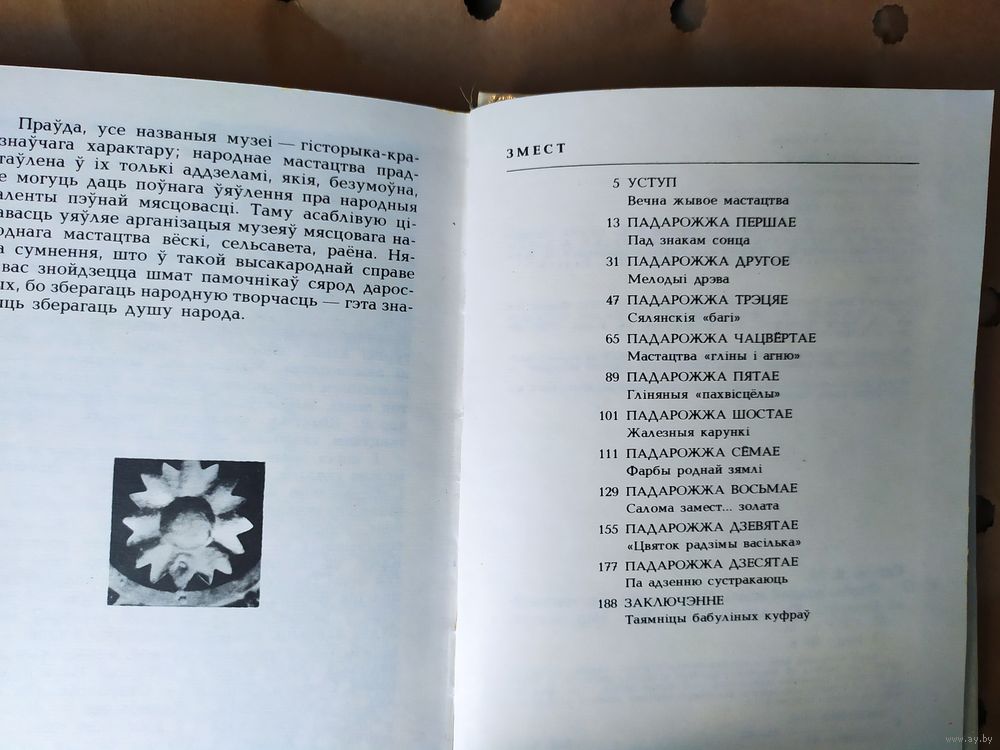 Праўда, усе названыя музеі — гісторыка-кра-
знаўчага характару; народнае мастацтва прад-
таўлена ў іх толькі аддзеламі, якія, безумоўна,
е могуць даць поўнага ўяўлення пра народныя
аленты пэўнай мясцовасці. Таму асаблівую ці-
авасць уяўляе арганізацыя музеяў мясцовага на-
однага мастацтва вёскі, сельсавета, раёна. Ня-
а сумнення, што ў такой высакароднай справе
вас знойдзецца шмат памочнікаў сярод дарос-
ых, бо зберагаць народную творчасць — гэта зна-
ыць зберагаць душу народа.
ЗМЕСТ
5 УСТУП
Вечна жывое мастацтва
13 ПАДАРОЖЖА ПЕРШАЕ
Пад знакам сонца
31 ПАДАРОЖЖА ДРУГОЕ
Мелодыі дрэва
47 ПАДАРОЖЖА ТРЭЦЯЕ
Сялянскія «багі»
65 ПАДАРОЖЖА ЧАЦВЁРТАЕ
Мастацтва «гліны і агню»
89 ПАДАРОЖЖА ПЯТАЕ
Гліняныя «пахвісцёлы»
101 ПАДАРОЖЖА ШОСТАЕ
Жалезныя карункі
111 ПАДАРОЖЖА СЁМАЕ
Фарбы роднай зямлі
129 ПАДАРОЖЖА ВОСЬМАЕ
Салома замест... золата
155 ПАДАРОЖЖА ДЗЕВЯТАЕ
«Цвяток радзімы васілька»
177 ПАДАРОЖЖА ДЗЕСЯТАЕ
Па адзенню сустракаюць
188 ЗАКЛЮЧЭННЕ
Таямніцы бабуліных куфраў
www.ay.by